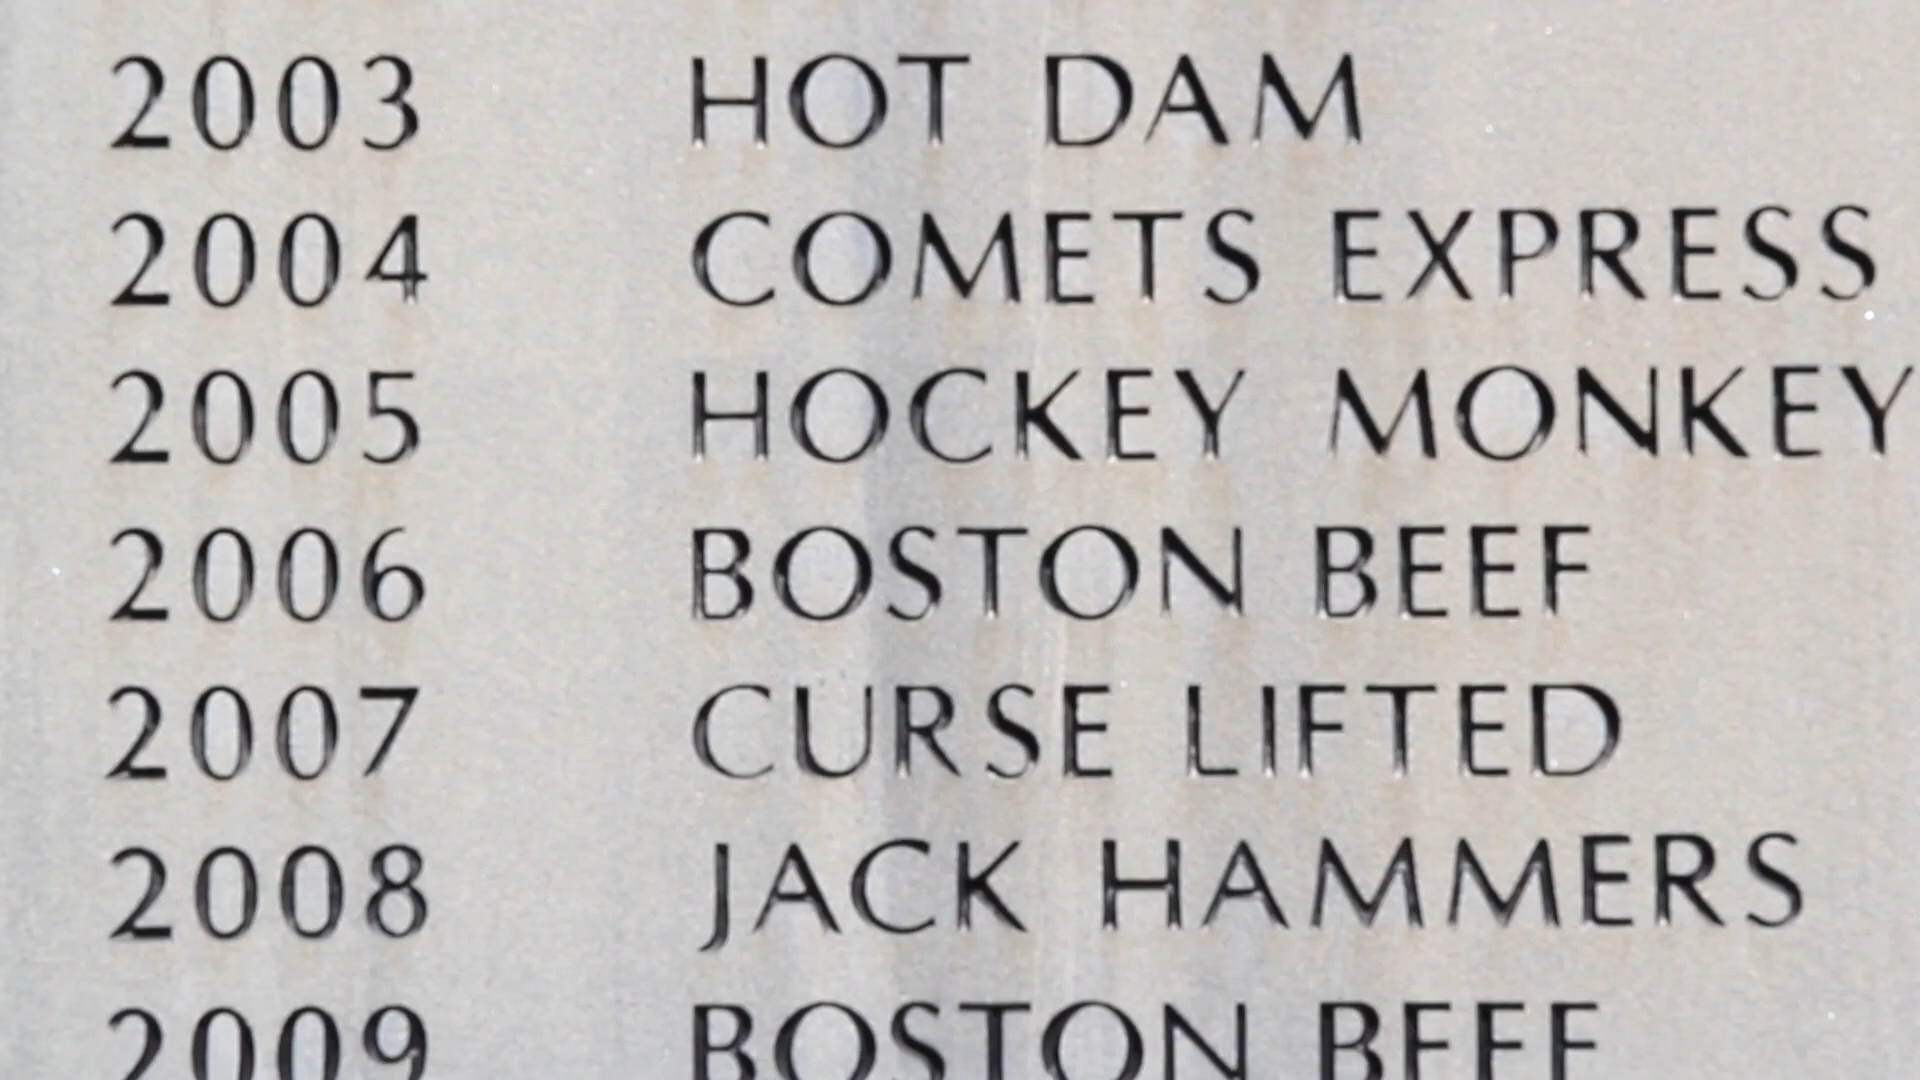 2003 HOT DAM
2004 COMETS EXPRESS
2005 HOCKEY MONKEY
2006 BOSTON BEEF
2007 CURSE LIFTED
2008 JACK HAMMERS
2009 BOSTON BEEF